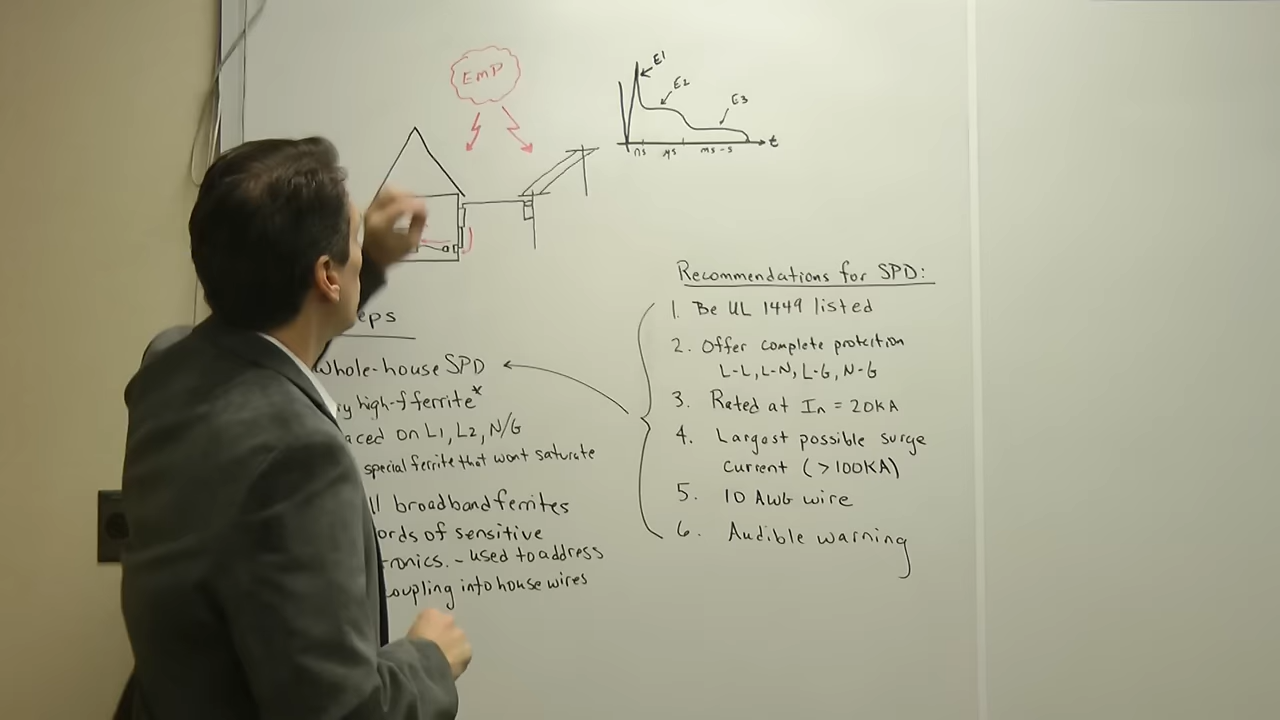 EMP
E1
E2
E3
ns μs ms-s t
Recommendations for SPD:
1. Be UL 1449 listed
2. Offer complete protection
L-L, L-N, L-G, N-G
3. Rated at In = 20KA
4. Largest possible surge
Current (>100KA)
5. 10 AWG wire
6. Audible warning
eps
whole-house SPD
high-f ferrite*
aced on L1, L2, N/G
special ferrite that wont saturate
ll broadband ferrites
ords of sensitive
ronics. - used to address
coupling into house wires